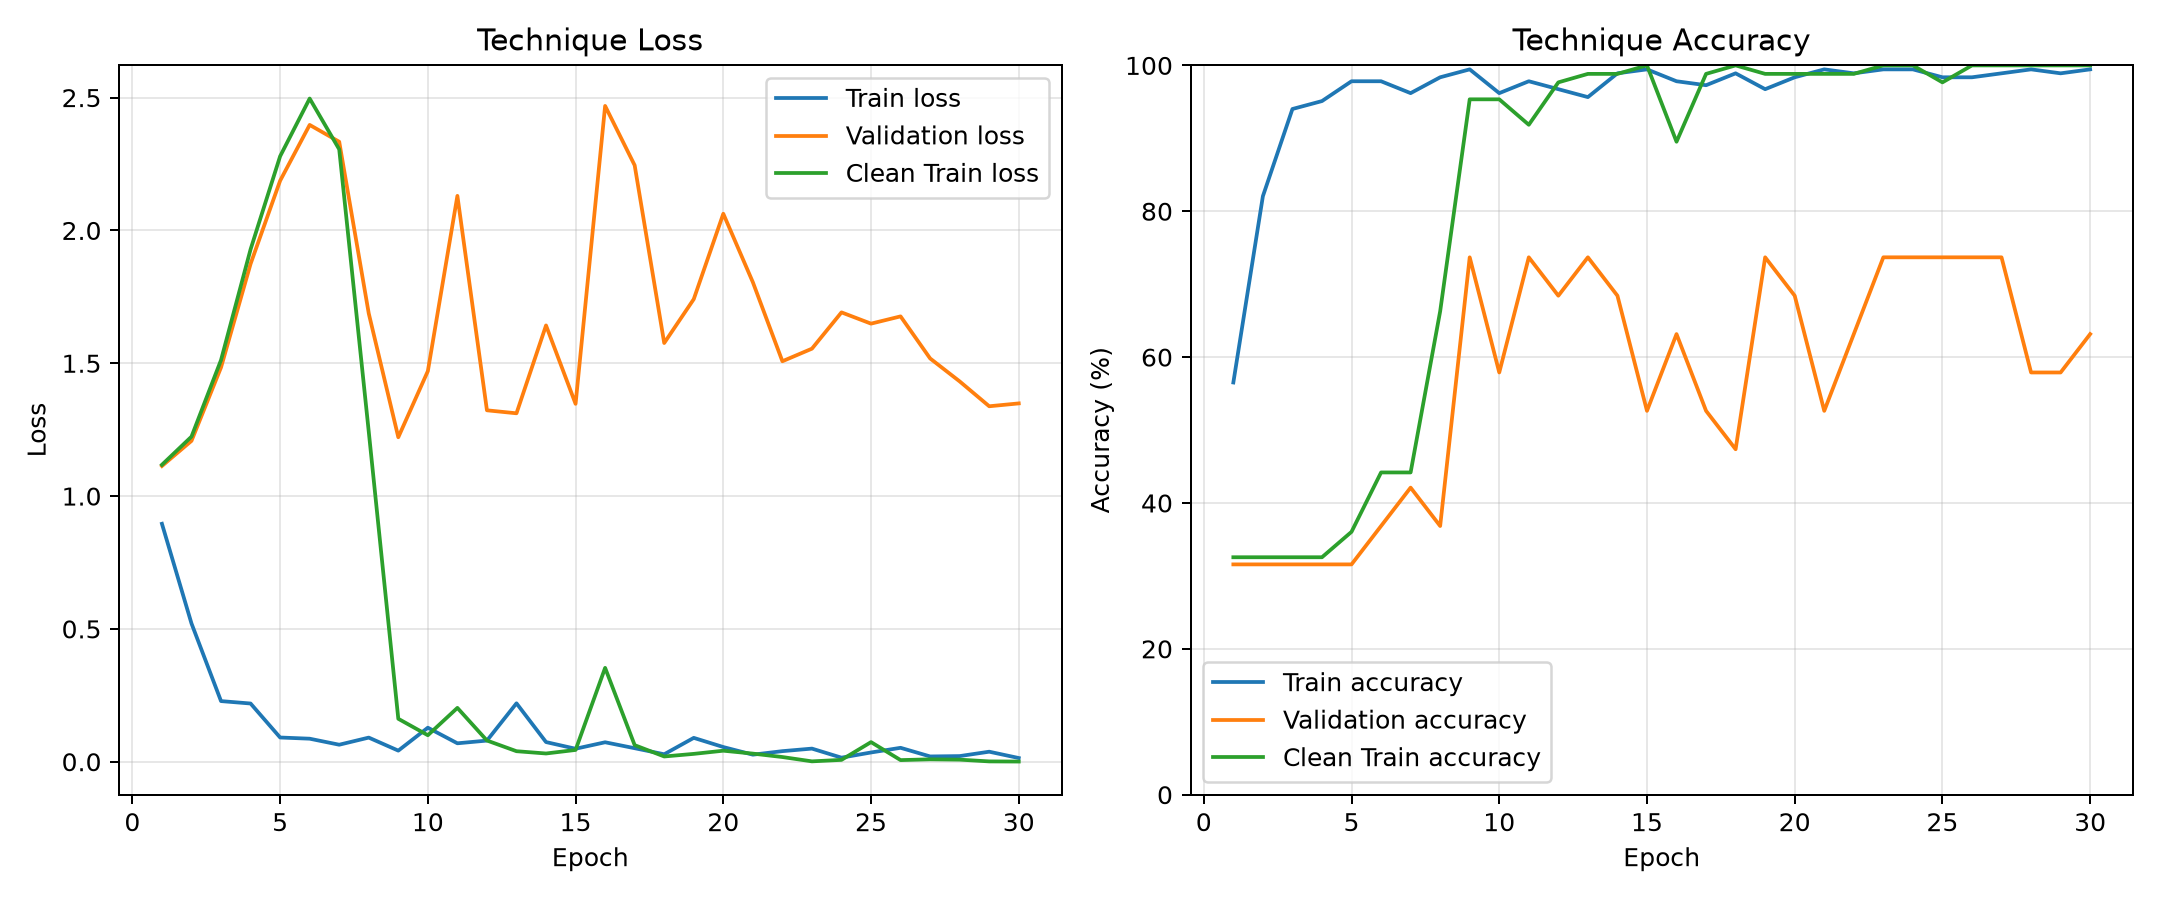 Technique Loss
2.5
2.0
1.5
1.0
0.5
0.0
Loss
Train loss
Validation loss
Clean Train loss
0 5 10 15 20 25 30
Epoch
Technique Accuracy
100
80
60
40
20
0
Accuracy (%)
Train accuracy
Validation accuracy
Clean Train accuracy
0 5 10 15 20 25 30
Epoch